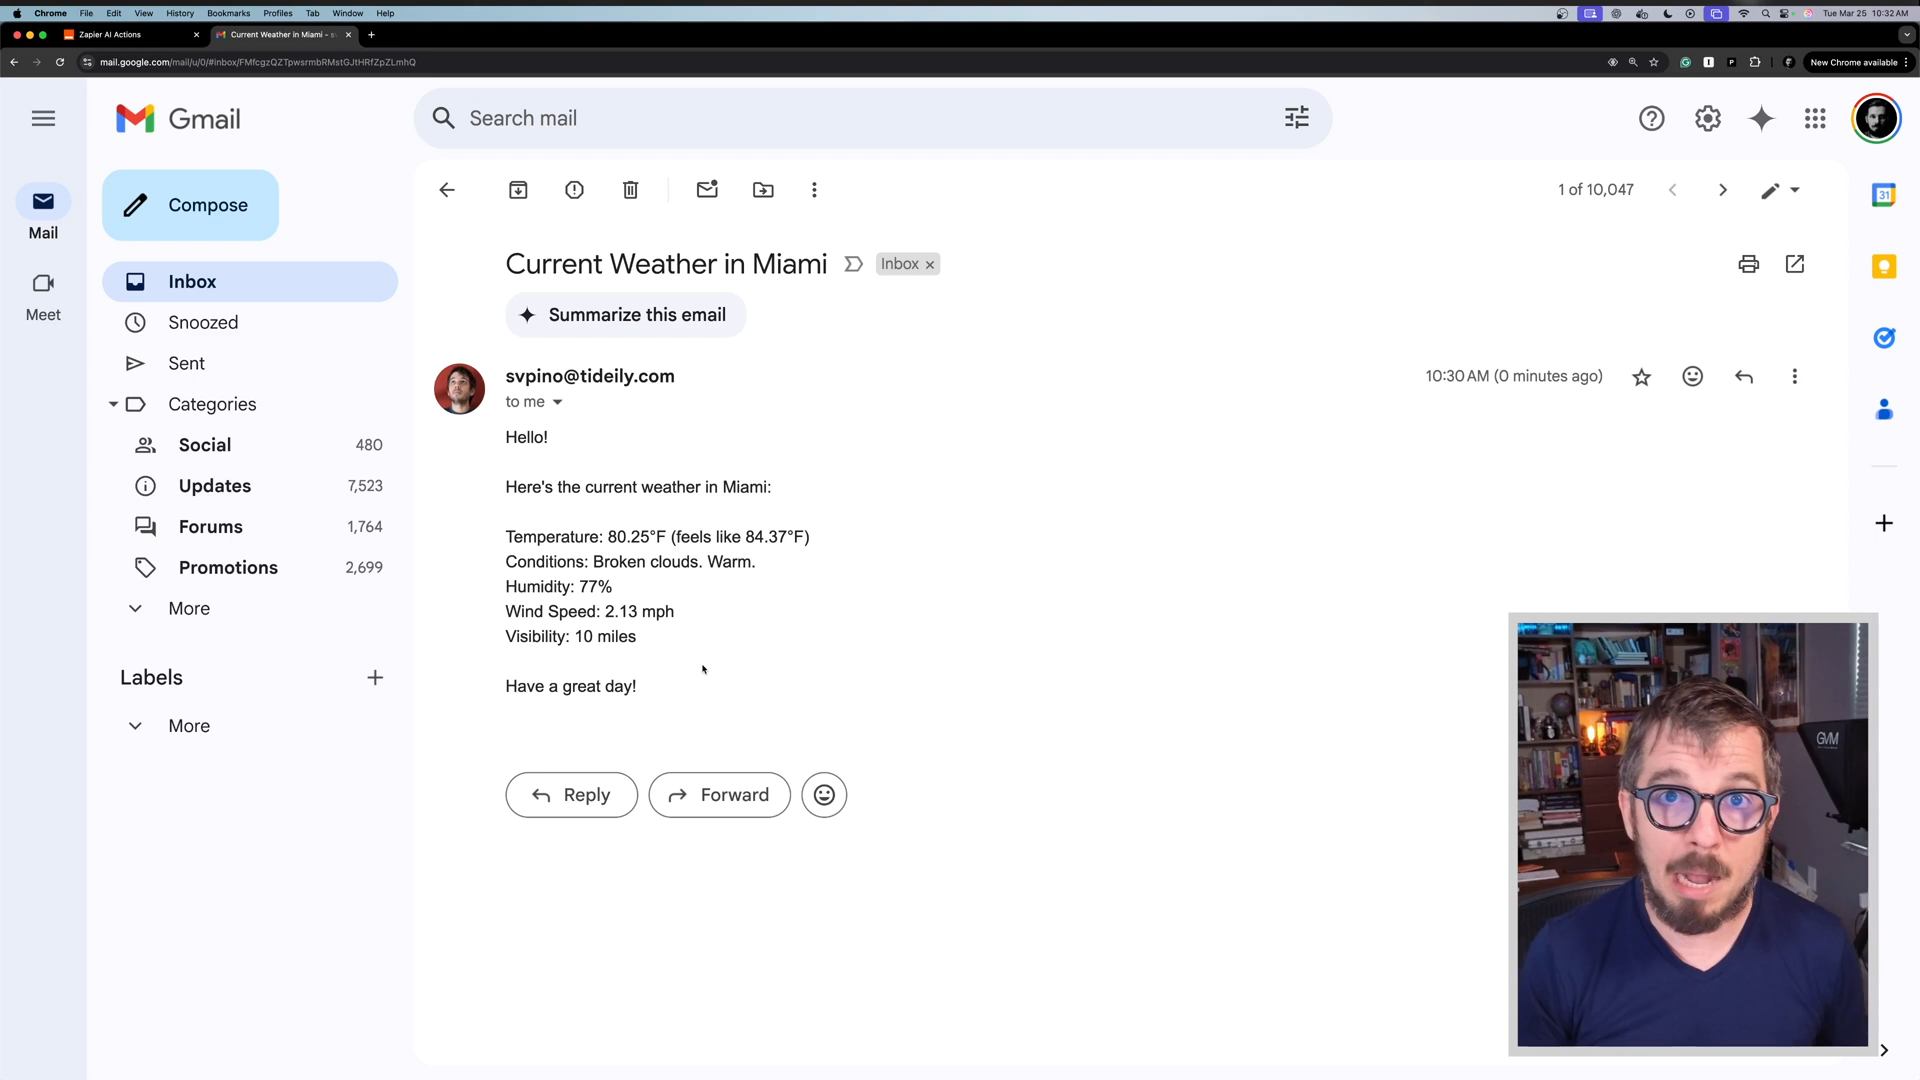 Chrome File Edit View History Bookmarks Profiles Tab Window Help
Tue Mar 25 10:32 AM
Zapier AI Actions
Current Weather in Miami - sv
mail.google.com/mail/u/0/#inbox/FMfcgzQZTpwsrmbRMstGJtHRfZpZLmhQ
New Chrome available
Gmail
Search mail
Mail
Meet
Compose
Inbox
Snoozed
Sent
Categories
Social 480
Updates 7,523
Forums 1,764
Promotions 2,699
More
Labels
More
1 of 10,047
31
Current Weather in Miami
Inbox
Summarize this email
svpino@tideily.com
10:30 AM (0 minutes ago)
to me
Hello!
Here's the current weather in Miami:
Temperature: 80.25°F (feels like 84.37°F)
Conditions: Broken clouds. Warm.
Humidity: 77%
Wind Speed: 2.13 mph
Visibility: 10 miles
Have a great day!
Reply
Forward
GVM